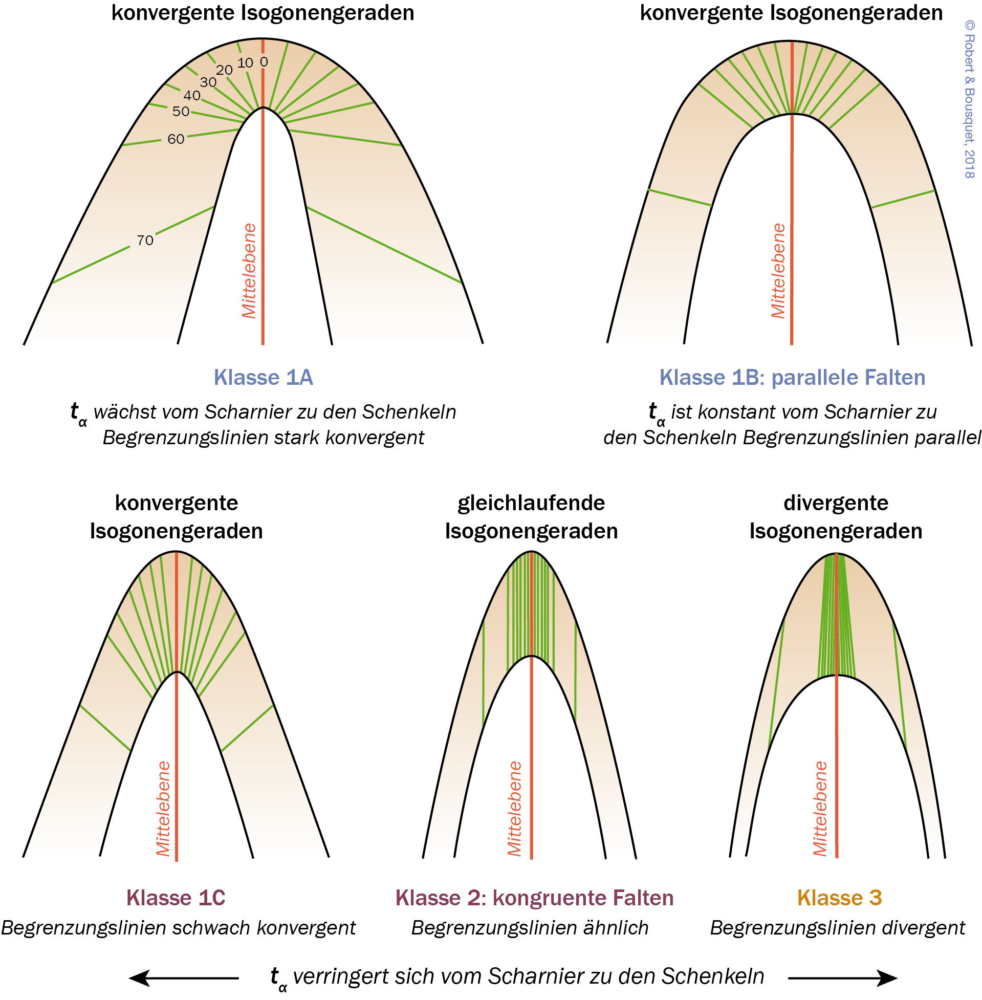 konvergente Isogonengeraden
konvergente Isogonengeraden
© Robert & Bousquet, 2018
0
10
20
30
40
50
60
70
Mittelebene
Mittelebene
Klasse 1A
tα wächst vom Scharnier zu den Schenkeln
Begrenzungslinien stark konvergent
Klasse 1B: parallele Falten
tα ist konstant vom Scharnier zu
den Schenkeln Begrenzungslinien parallel
konvergente
Isogonengeraden
gleichlaufende
Isogonengeraden
divergente
Isogonengeraden
Mittelebene
Mittelebene
Mittelebene
Klasse 1C
Begrenzungslinien schwach konvergent
Klasse 2: kongruente Falten
Begrenzungslinien ähnlich
Klasse 3
Begrenzungslinien divergent
tα verringert sich vom Scharnier zu den Schenkeln